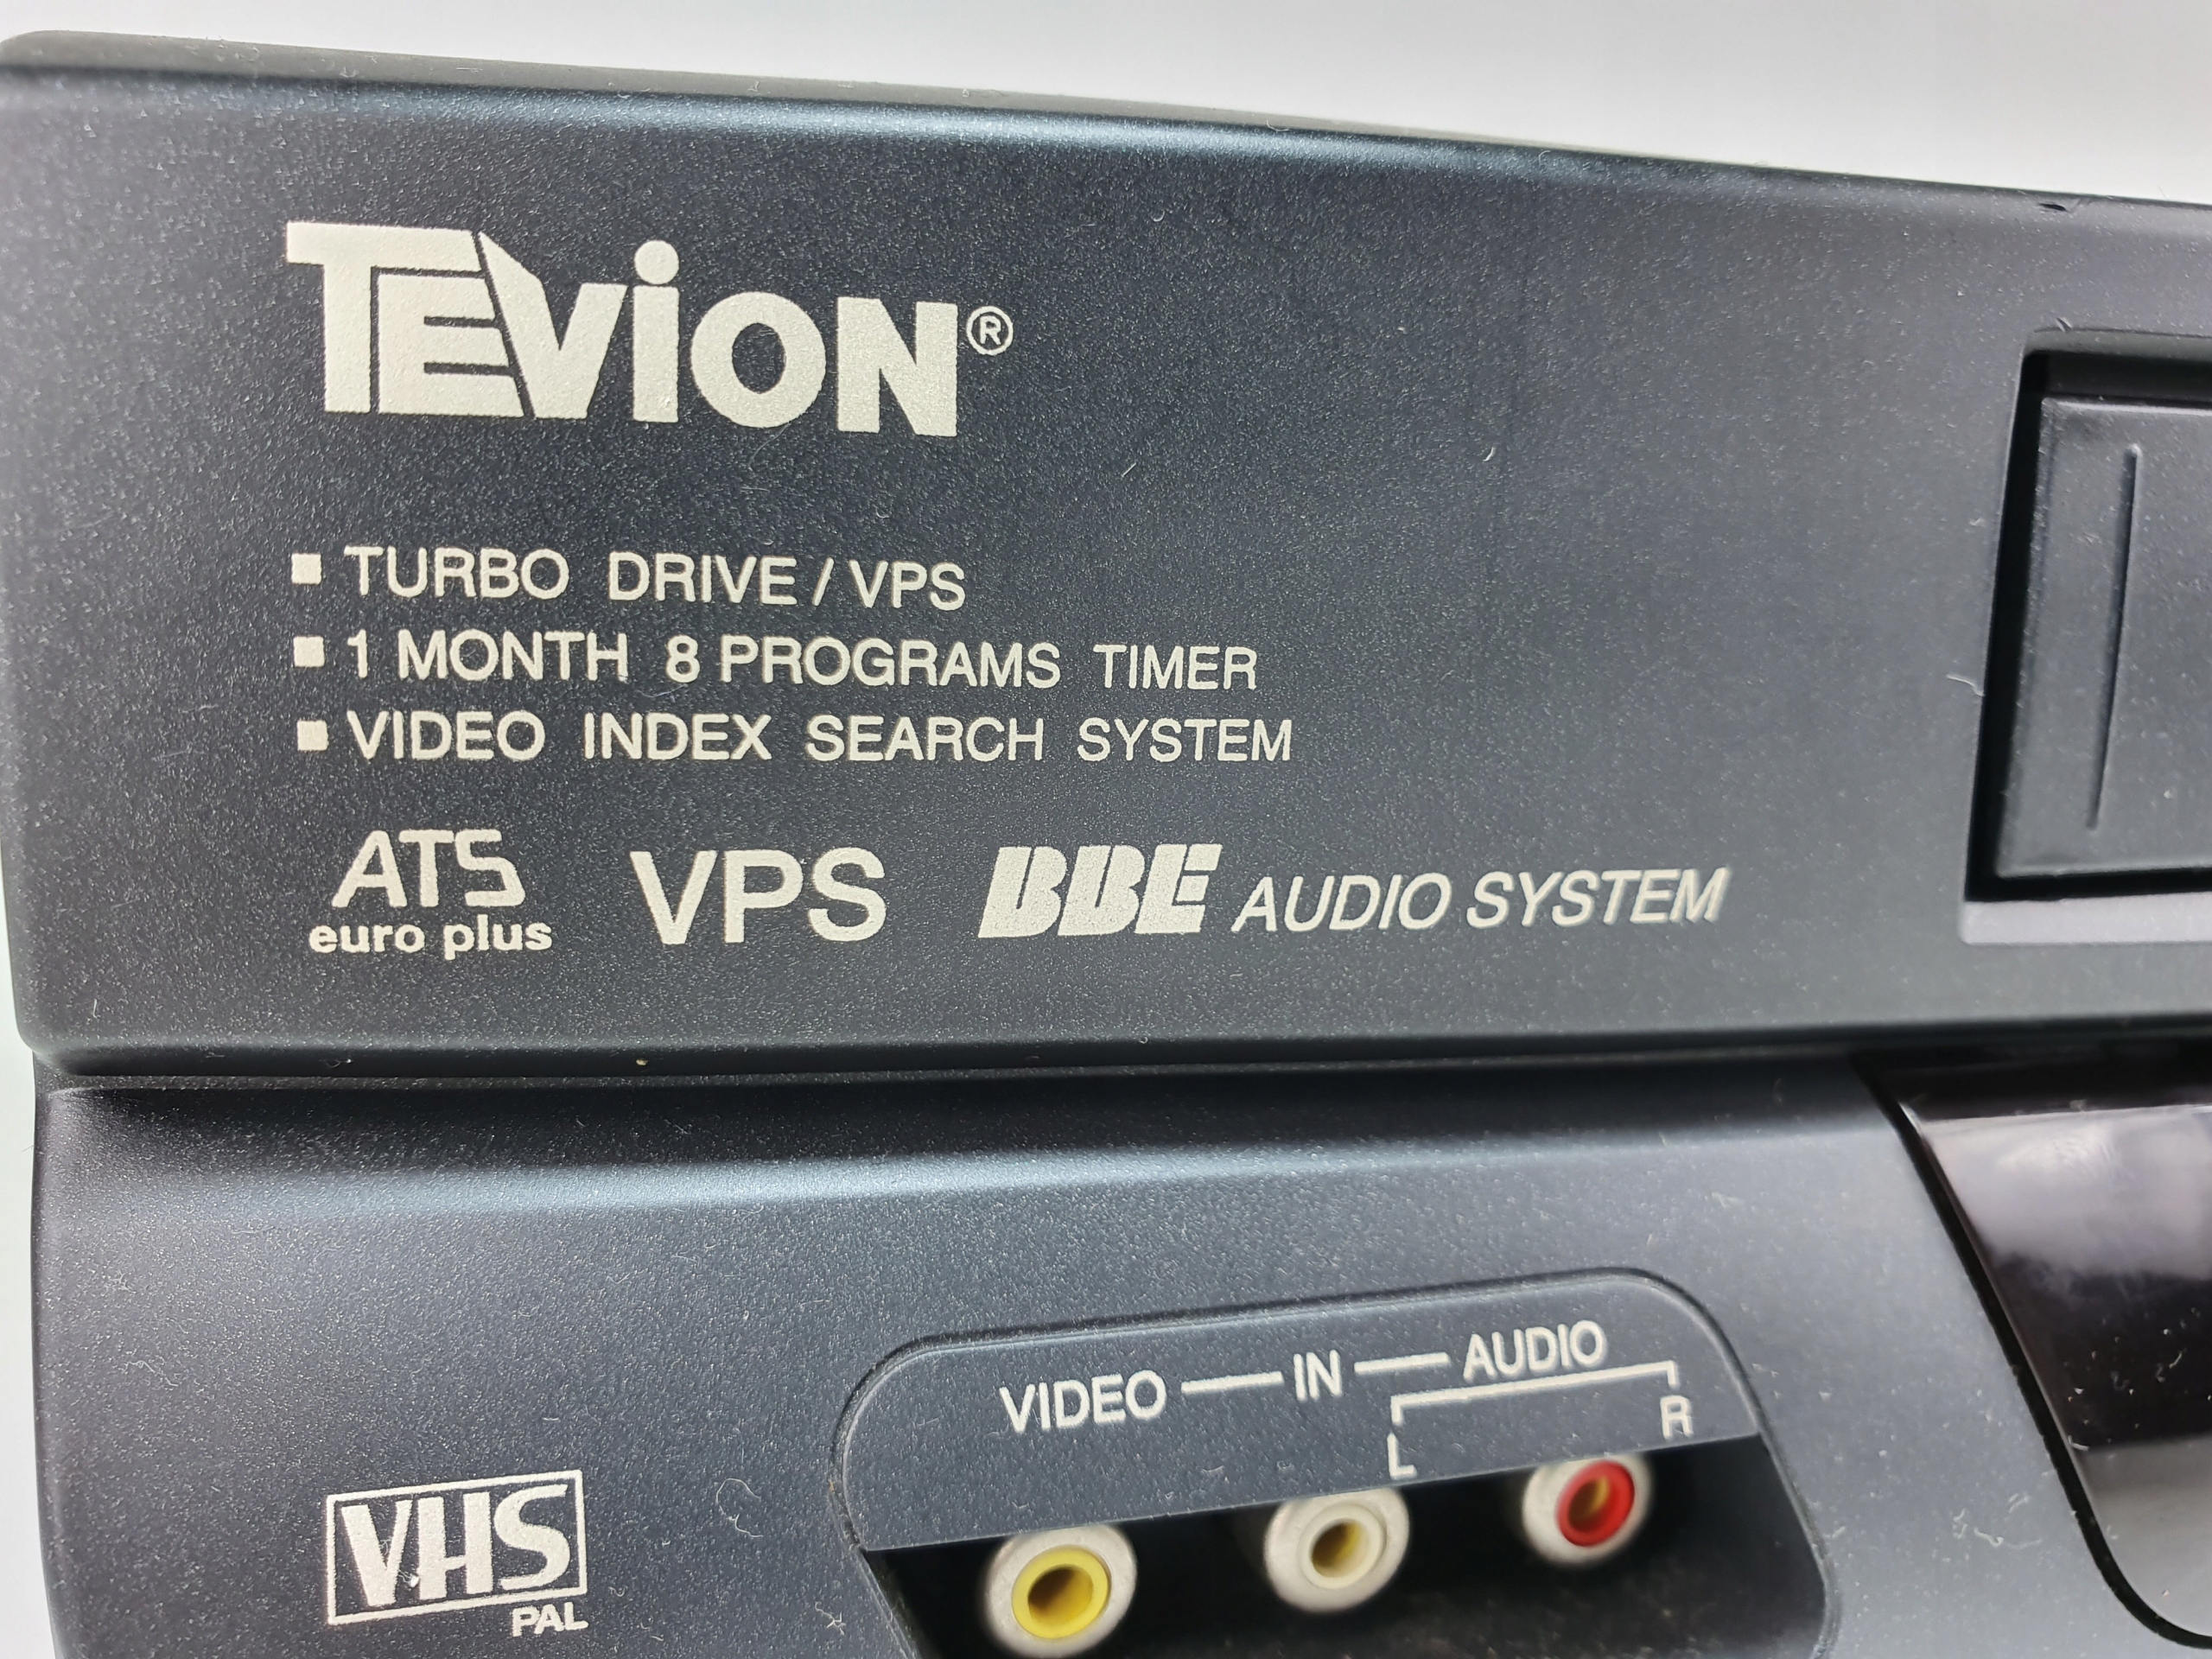 TEViON®
■ TURBO DRIVE / VPS
■ 1 MONTH 8 PROGRAMS TIMER
■ VIDEO INDEX SEARCH SYSTEM
ATS VPS BBE AUDIO SYSTEM
euro plus
VIDEO — IN — AUDIO
L R
VHS
PAL